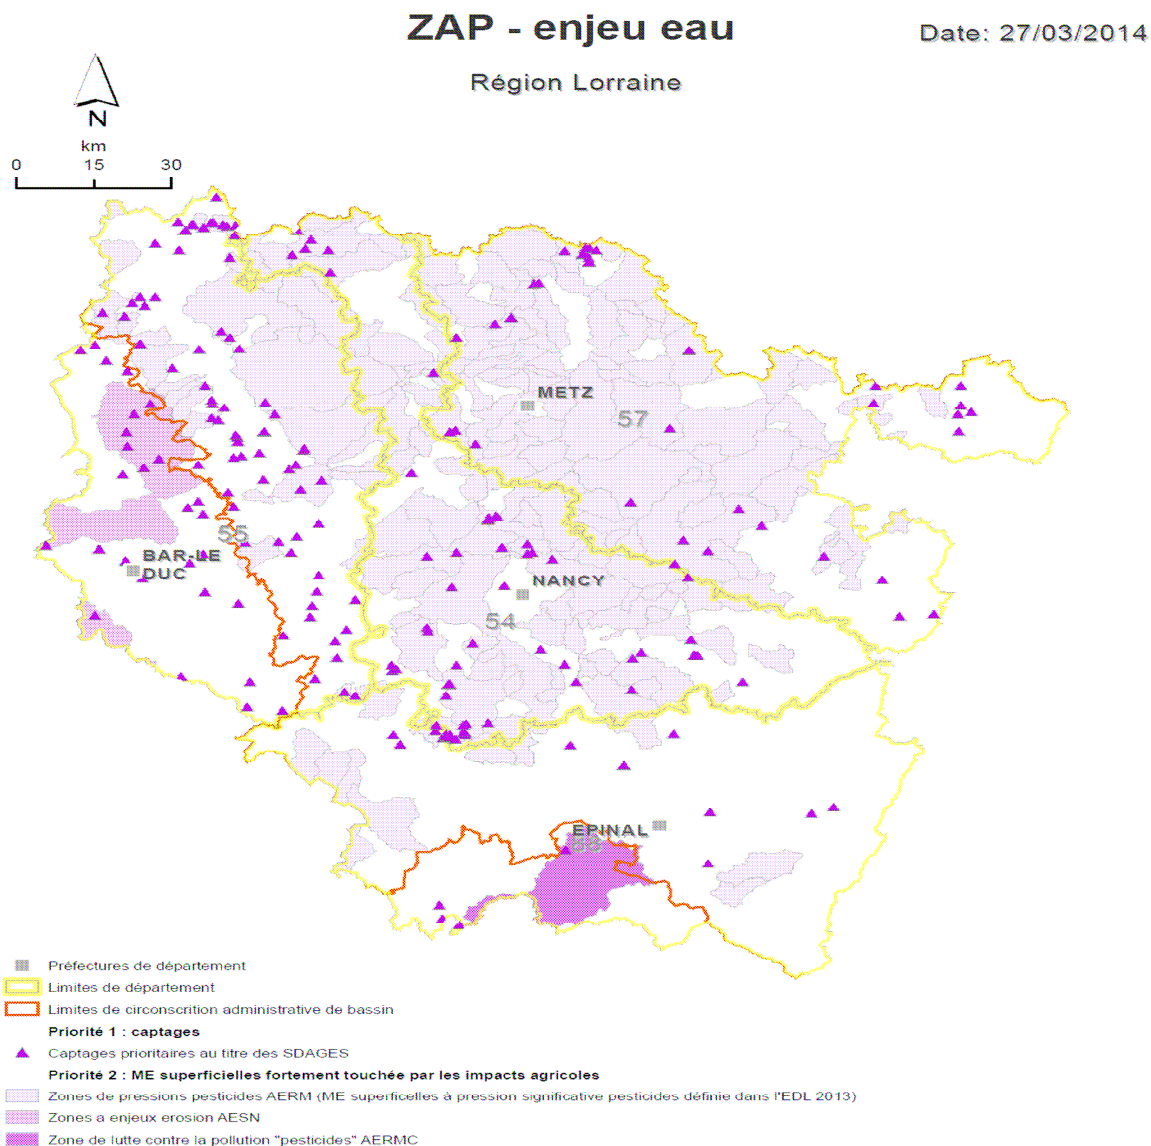 ZAP - enjeu eau
Date: 27/03/2014
Région Lorraine
N
km
0 15 30
METZ
57
55
BAR-LE
DUC
NANCY
54
EPINAL
Préfectures de département
Limites de département
Limites de circonscrition administrative de bassin
Priorité 1 : captages
Captages prioritaires au titre des SDAGES
Priorité 2 : ME superficielles fortement touchée par les impacts agricoles
Zones de pressions pesticides AERM (ME superficelles à pression significative pesticides définie dans l'EDL 2013)
Zones a enjeux erosion AESN
Zone de lutte contre la pollution "pesticides" AERMC